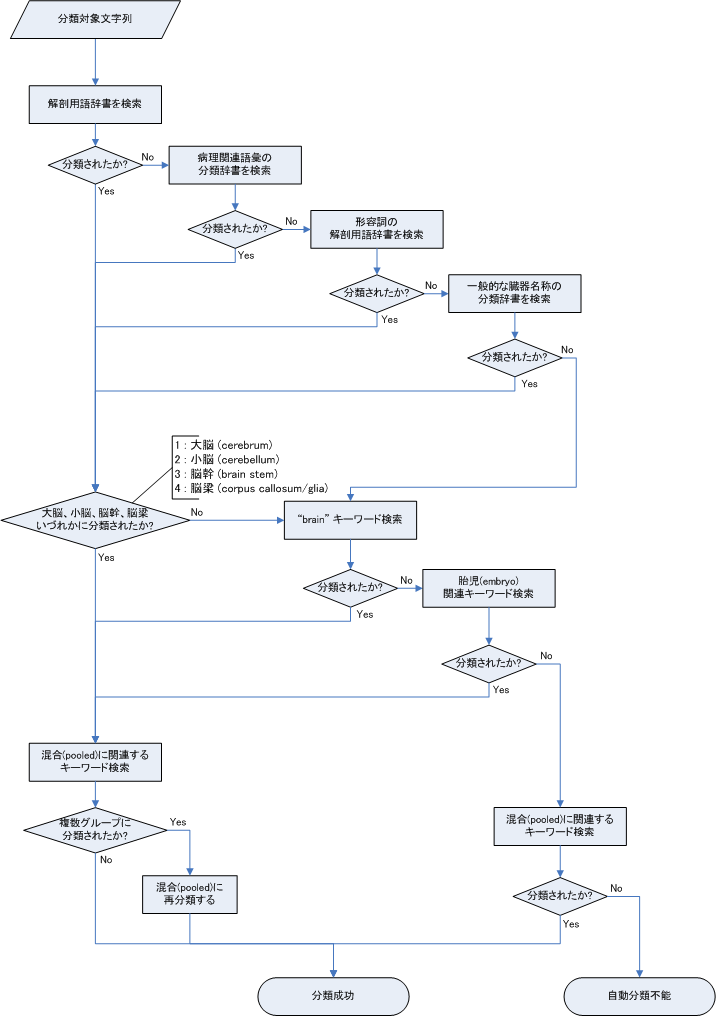 分類対象文字列
解剖用語辞書を検索
分類されたか?
No
Yes
病理関連語彙の
分類辞書を検索
分類されたか?
No
Yes
形容詞の
解剖用語辞書を検索
分類されたか?
No
Yes
一般的な臓器名称の
分類辞書を検索
分類されたか?
No
Yes
1：大脳 (cerebrum)
2：小脳 (cerebellum)
3：脳幹 (brain stem)
4：脳梁 (corpus callosum/glia)
大脳、小脳、脳幹、脳梁
いづれかに分類されたか?
No
Yes
“brain” キーワード検索
分類されたか?
No
Yes
胎児(embryo)
関連キーワード検索
分類されたか?
No
Yes
混合(pooled)に関連する
キーワード検索
複数グループに
分類されたか?
Yes
No
混合(pooled)に
再分類する
混合(pooled)に関連する
キーワード検索
分類されたか?
No
Yes
分類成功
自動分類不能